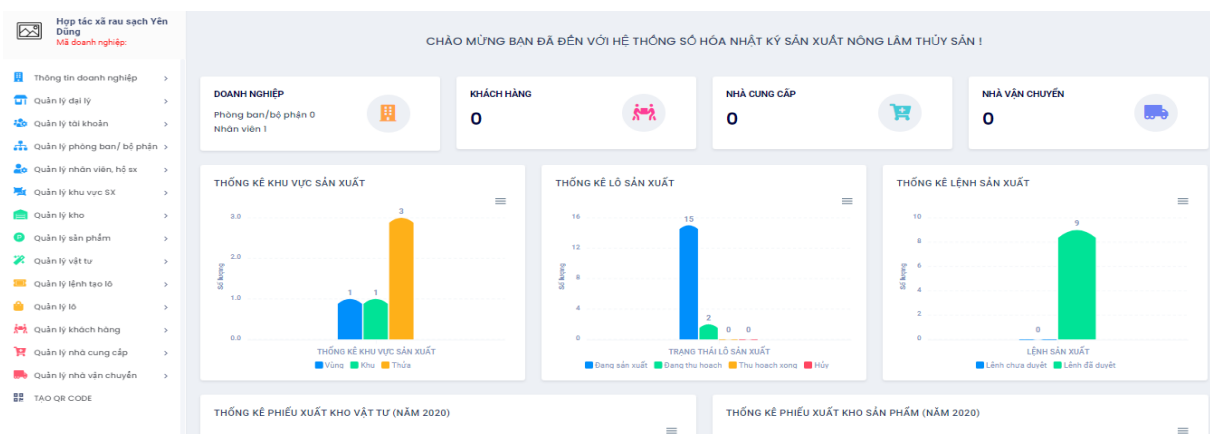 Hợp tác xã rau sạch Yên
Dũng
Mã doanh nghiệp:
Thông tin doanh nghiệp
Quản lý đại lý
Quản lý tài khoản
Quản lý phòng ban/ bộ phận
Quản lý nhân viên, hộ sx
Quản lý khu vực SX
Quản lý kho
Quản lý sản phẩm
Quản lý vật tư
Quản lý lệnh tạo lô
Quản lý lô
Quản lý khách hàng
Quản lý nhà cung cấp
Quản lý nhà vận chuyển
TẠO QR CODE
CHÀO MỪNG BẠN ĐÃ ĐẾN VỚI HỆ THỐNG SỐ HÓA NHẬT KÝ SẢN XUẤT NÔNG LÂM THỦY SẢN !
DOANH NGHIỆP
Phòng ban/bộ phận 0
Nhân viên 1
KHÁCH HÀNG
0
NHÀ CUNG CẤP
0
NHÀ VẬN CHUYỂN
0
THỐNG KÊ KHU VỰC SẢN XUẤT
3.0
2.0
1.0
0.0
Số lượng
1
1
3
THỐNG KÊ KHU VỰC SẢN XUẤT
Vùng Khu Thửa
THỐNG KÊ LÔ SẢN XUẤT
16
12
8
4
0
Số lượng
15
2
0
0
TRẠNG THÁI LÔ SẢN XUẤT
Đang sản xuất Đang thu hoạch Thu hoạch xong Hủy
THỐNG KÊ LỆNH SẢN XUẤT
10
8
6
4
2
0
Số lượng
0
9
LỆNH SẢN XUẤT
Lệnh chưa duyệt Lệnh đã duyệt
THỐNG KÊ PHIẾU XUẤT KHO VẬT TƯ (NĂM 2020)
THỐNG KÊ PHIẾU XUẤT KHO SẢN PHẨM (NĂM 2020)